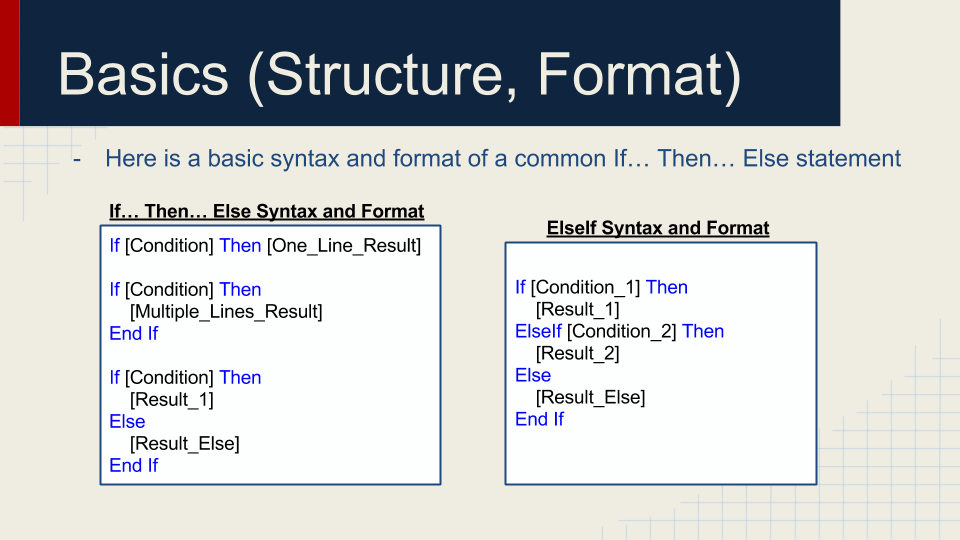 Basics (Structure, Format)
- Here is a basic syntax and format of a common If… Then… Else statement
If… Then… Else Syntax and Format
If [Condition] Then [One_Line_Result]
If [Condition] Then
[Multiple_Lines_Result]
End If
If [Condition] Then
[Result_1]
Else
[Result_Else]
End If
ElseIf Syntax and Format
If [Condition_1] Then
[Result_1]
ElseIf [Condition_2] Then
[Result_2]
Else
[Result_Else]
End If